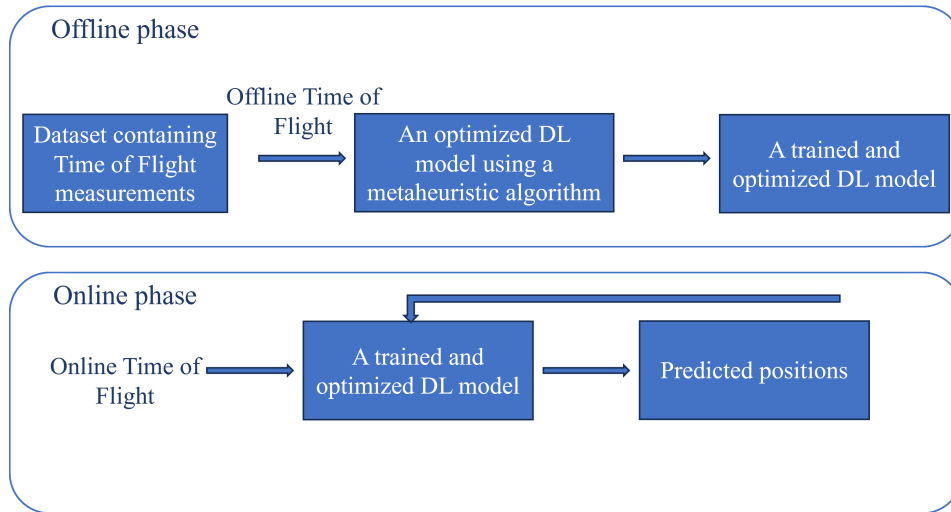 Offline phase
Offline Time of
Flight
Dataset containing
Time of Flight
measurements
An optimized DL
model using a
metaheuristic algorithm
A trained and
optimized DL model
Online phase
Online Time of
Flight
A trained and
optimized DL model
Predicted positions